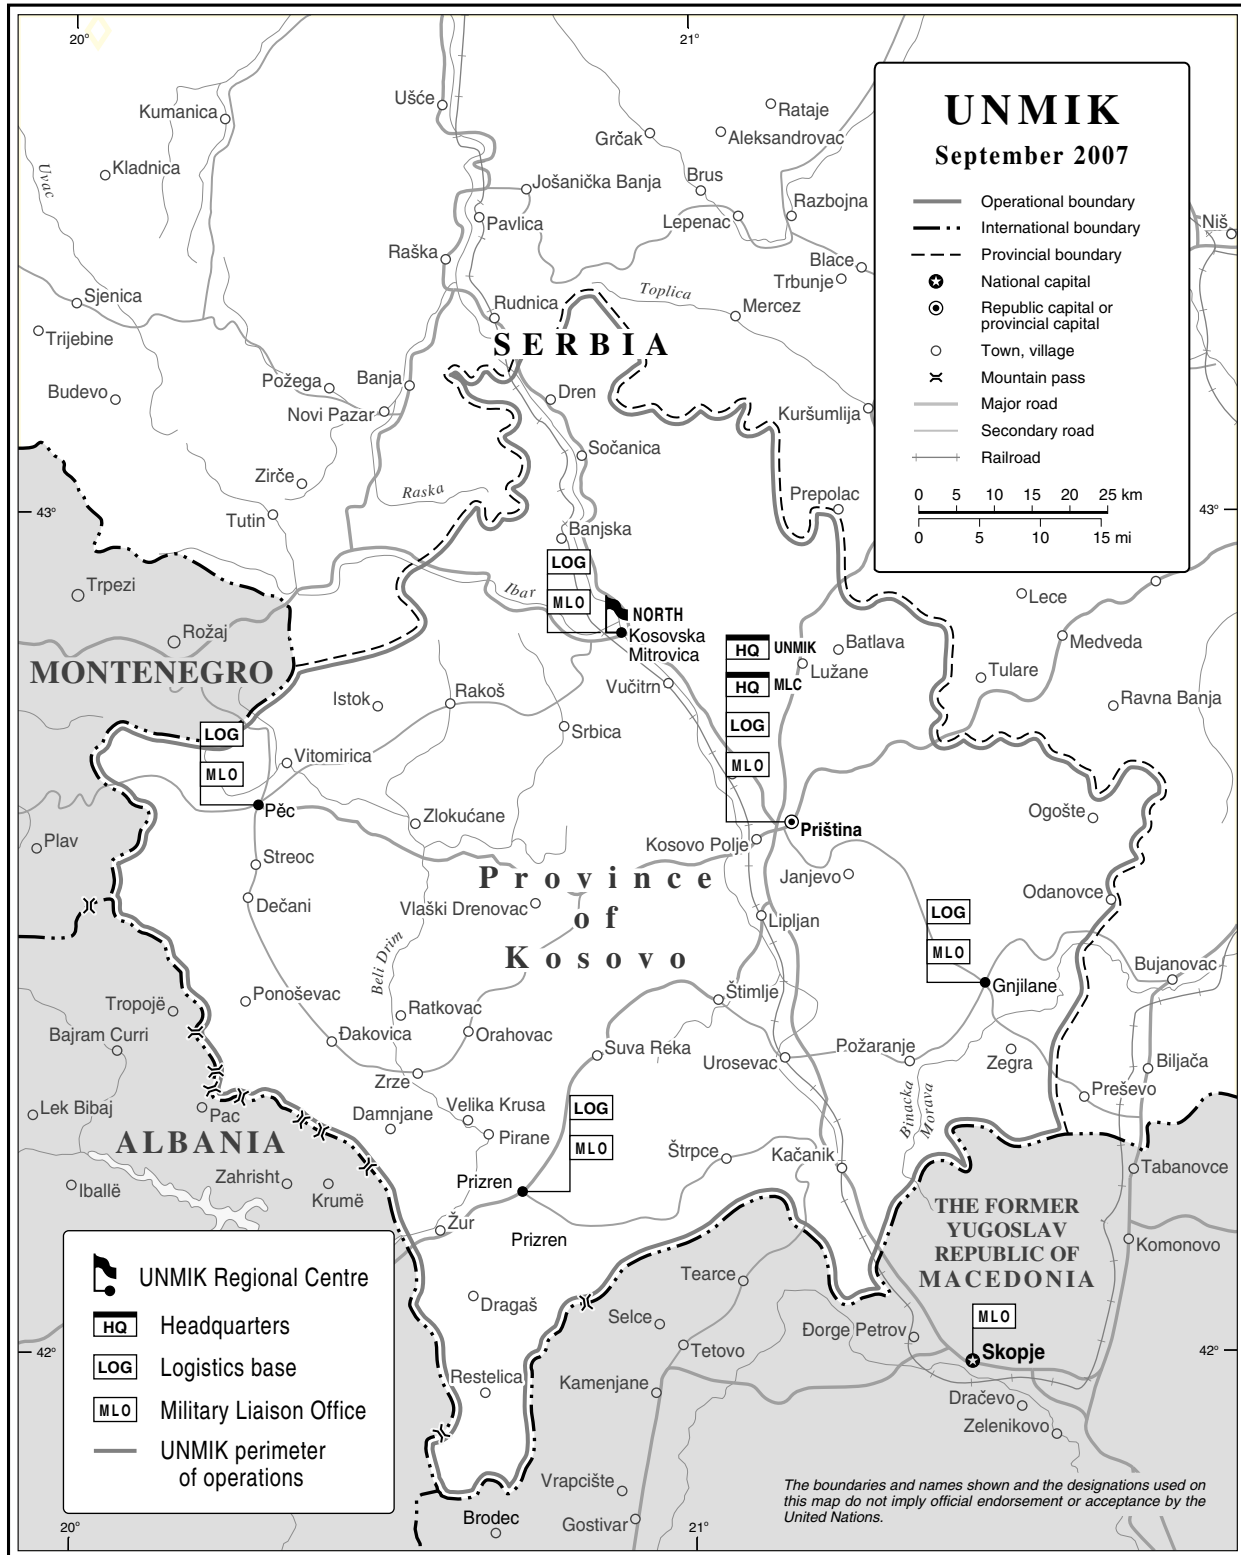 20°
21°
UNMIK
September 2007
Operational boundary
International boundary
Provincial boundary
National capital
Republic capital or
provincial capital
Town, village
Mountain pass
Major road
Secondary road
Railroad
0 5 10 15 20 25 km
0 5 10 15 mi
Ušće
Kumanica
Rataje
Grčak
Aleksandrovac
Uvac
Kladnica
Jošanička Banja
Brus
Pavlica
Lepenac
Razbojna
Niš
Raška
Blace
Trbunje
Sjenica
Rudnica
Toplica
Mercez
Trijebine
SERBIA
Požega
Banja
Budevo
Dren
Novi Pazar
Kuršumlija
Sočanica
Zirče
Raska
Prepolac
43°
43°
Tutin
Banjska
LOG
Trpezi
Ibar
MLO
NORTH
Lece
Rožaj
Kosovska
Mitrovica
HQ UNMIK
Batlava
Medveda
MONTENEGRO
Lužane
Vučitrn
HQ MLC
Tulare
Istok
Rakoš
Ravna Banja
LOG
Srbica
LOG
Vitomirica
MLO
MLO
Pěc
Zlokućane
Ogošte
Priština
Plav
Kosovo Polje
Streoc
Province
of
Kosovo
Janjevo
Dečani
Vlaški Drenovac
Odanovce
LOG
Lipljan
MLO
Beli Drim
Bujanovac
Gnjilane
Ponoševac
Štimlje
Tropojë
Ratkovac
Bajram Curri
Đakovica
Orahovac
Suva Reka
Urosevac
Požaranje
Zegra
Biljača
Zrze
Preševo
Binacka
Morava
Lek Bibaj
Pac
Damnjane
Velika Krusa
LOG
ALBANIA
Pirane
MLO
Štrpce
Kačanik
Tabanovce
Iballë
Zahrisht
Krumë
Prizren
THE FORMER
YUGOSLAV
REPUBLIC OF
MACEDONIA
Žur
Prizren
Komonovo
UNMIK Regional Centre
HQ Headquarters
LOG Logistics base
MLO Military Liaison Office
UNMIK perimeter
of operations
Tearce
Dragaš
Selce
MLO
Đorge Petrov
42°
42°
Tetovo
Skopje
Restelica
Kamenjane
Dračevo
Zelenikovo
Vrapcište
Brodec
Gostivar
The boundaries and names shown and the designations used on
this map do not imply official endorsement or acceptance by the
United Nations.
20°
21°